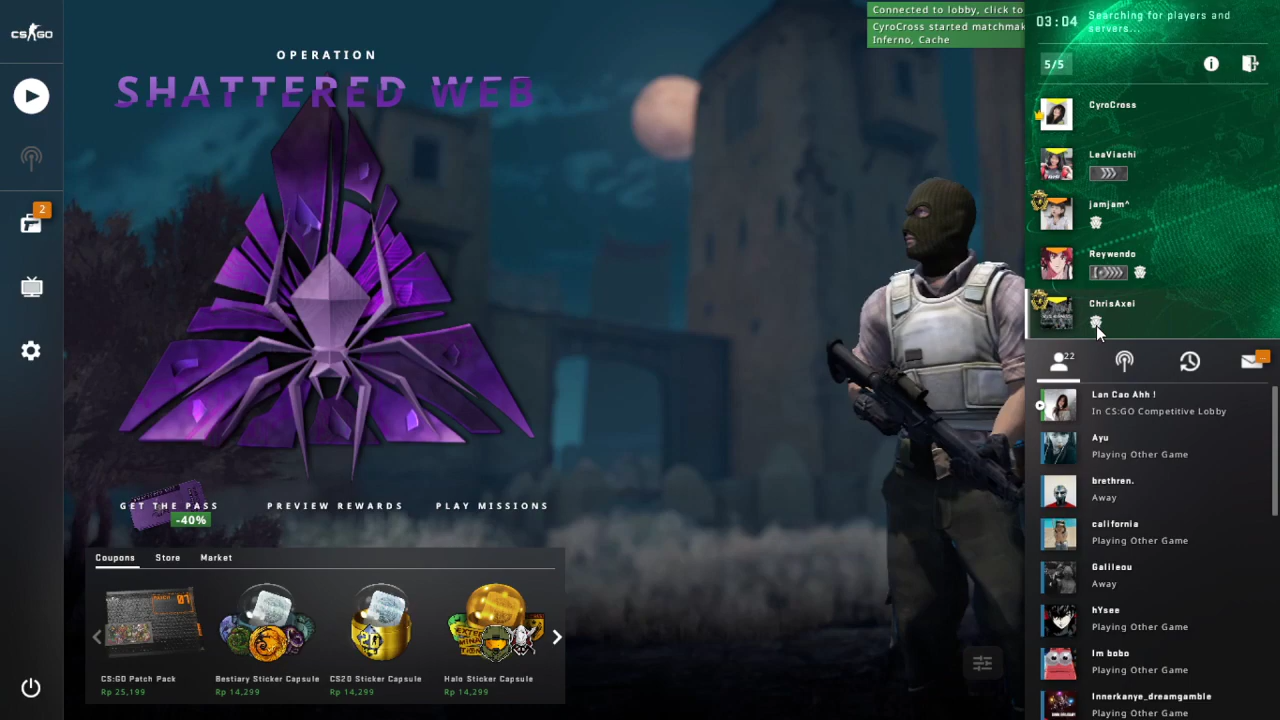 CS GO
OPERATION
SHATTERED WEB
Connected to lobby, click to
CyroCross started matchmak
Inferno, Cache
03:04
Searching for players and
servers...
5/5
CyroCross
LeaViachi
jamjam^
Reywendo
ChrisAxei
22
2
Lan Cao Ahh !
In CS:GO Competitive Lobby
Ayu
Playing Other Game
brethren.
Away
california
Playing Other Game
Galileou
Away
hYsee
Playing Other Game
Im bobo
Playing Other Game
Innerkanye_dreamgamble
Playing Other Game
GET THE PASS
-40%
PREVIEW REWARDS
PLAY MISSIONS
Coupons
Store
Market
CS:GO Patch Pack
Rp 25,199
Bestiary Sticker Capsule
Rp 14,299
CS20 Sticker Capsule
Rp 14,299
Halo Sticker Capsule
Rp 14,299